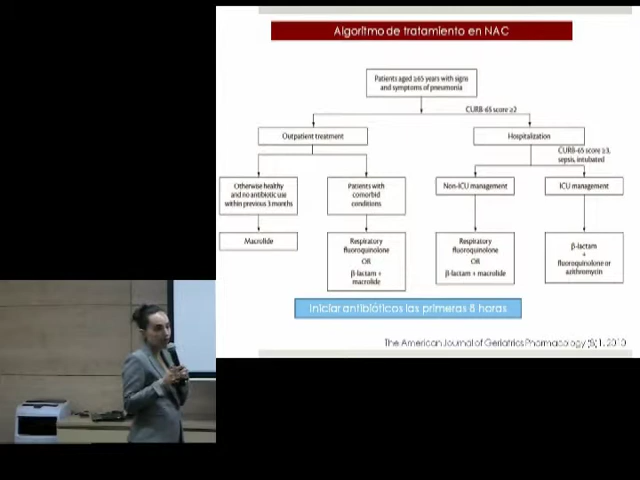 Algoritmo de tratamiento en NAC
Patients aged ≥65 years with signs
and symptoms of pneumonia
CURB-65 score ≥2
Outpatient treatment
Hospitalization
CURB-65 score ≥3,
sepsis, intubated
Otherwise healthy
and no antibiotic use
within previous 3 months
Patients with
comorbid
conditions
Non-ICU management
ICU management
Macrolide
Respiratory
fluoroquinolone
OR
β-lactam +
macrolide
Respiratory
fluoroquinolone
OR
β-lactam + macrolide
β-lactam
+
fluoroquinolone or
azithromycin
Iniciar antibióticos las primeras 8 horas
The American Journal of Geriatrics Pharmacology (8)1, 2010